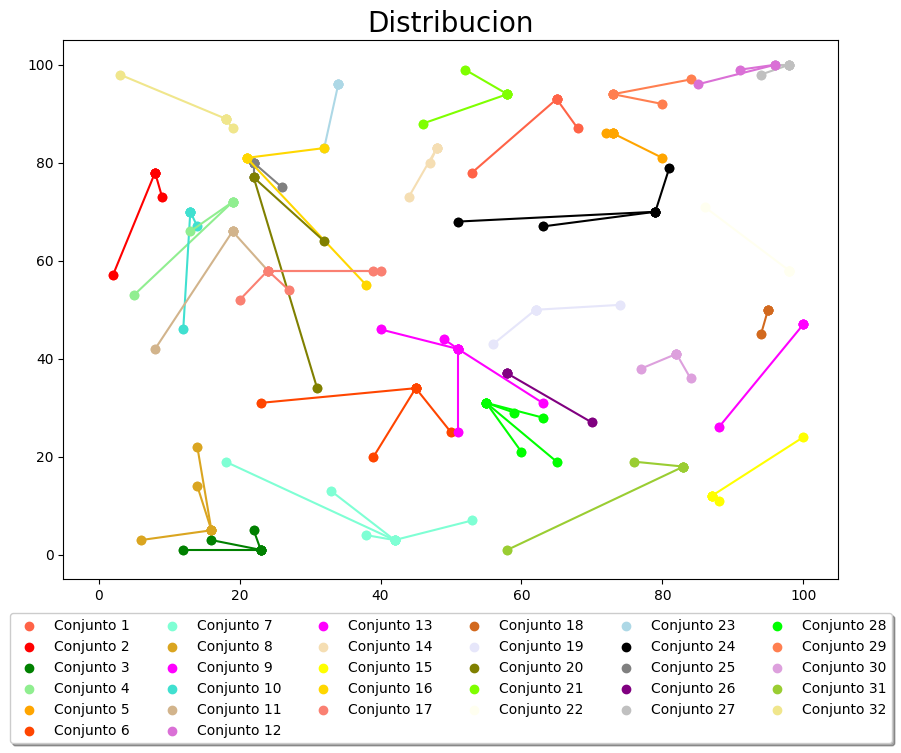 Distribucion
100
80
60
40
20
0
0 20 40 60 80 100
Conjunto 1 Conjunto 7 Conjunto 13 Conjunto 18 Conjunto 23 Conjunto 28
Conjunto 2 Conjunto 8 Conjunto 14 Conjunto 19 Conjunto 24 Conjunto 29
Conjunto 3 Conjunto 9 Conjunto 15 Conjunto 20 Conjunto 25 Conjunto 30
Conjunto 4 Conjunto 10 Conjunto 16 Conjunto 21 Conjunto 26 Conjunto 31
Conjunto 5 Conjunto 11 Conjunto 17 Conjunto 22 Conjunto 27 Conjunto 32
Conjunto 6 Conjunto 12